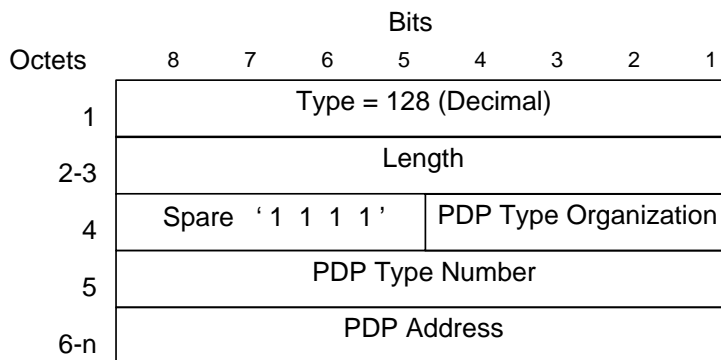 Bits
Octets 8 7 6 5 4 3 2 1
1 Type = 128 (Decimal)
2-3 Length
4 Spare ‘ 1 1 1 1 ’ PDP Type Organization
5 PDP Type Number
6-n PDP Address